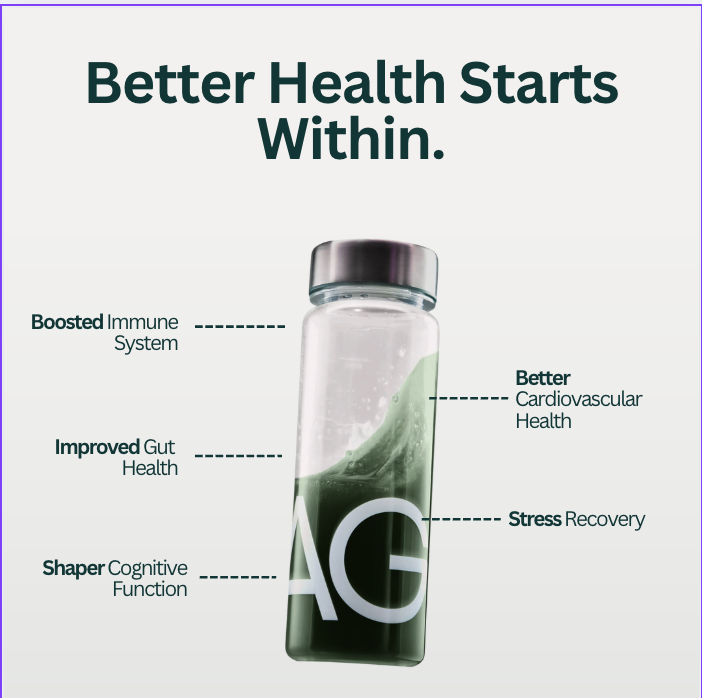 Better Health Starts
Within.
Boosted Immune
System
Better
Cardiovascular
Health
Improved Gut
Health
AG
Stress Recovery
Shaper Cognitive
Function